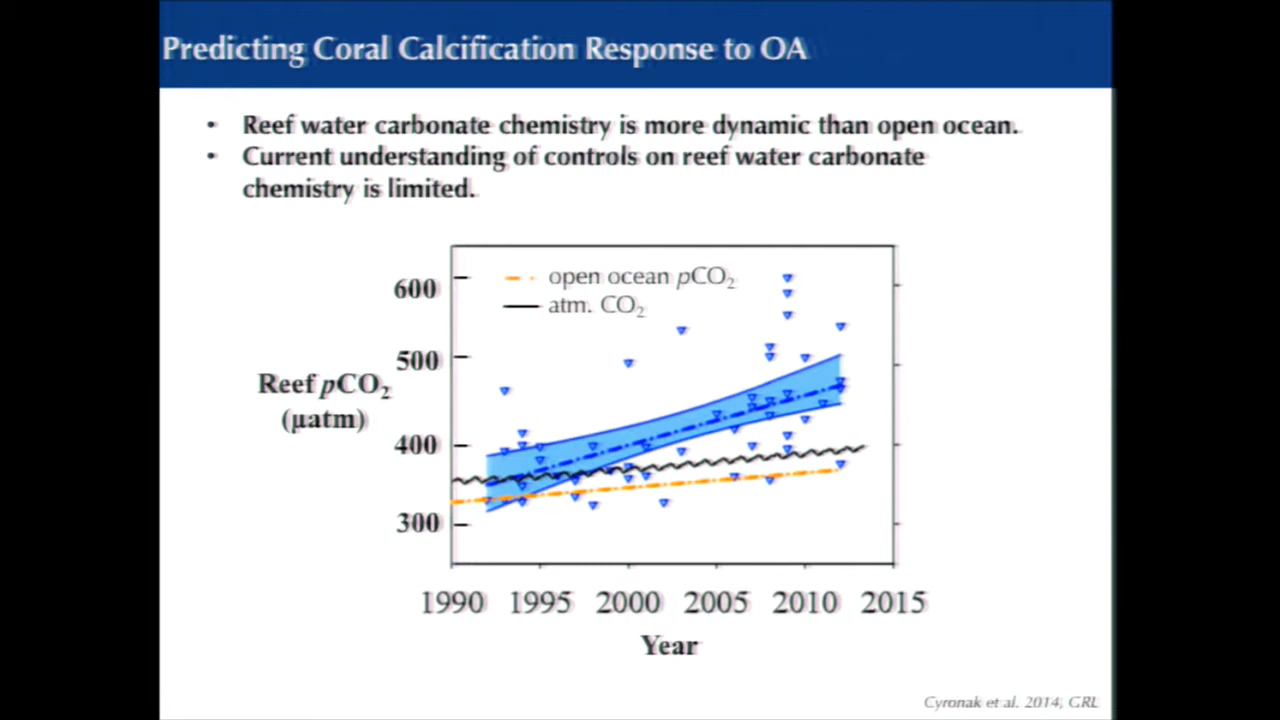 Predicting Coral Calcification Response to OA
• Reef water carbonate chemistry is more dynamic than open ocean.
• Current understanding of controls on reef water carbonate
chemistry is limited.
open ocean pCO₂
atm. CO₂
600
500
400
300
Reef pCO₂
(µatm)
1990 1995 2000 2005 2010 2015
Year
Cyronak et al. 2014, GRL